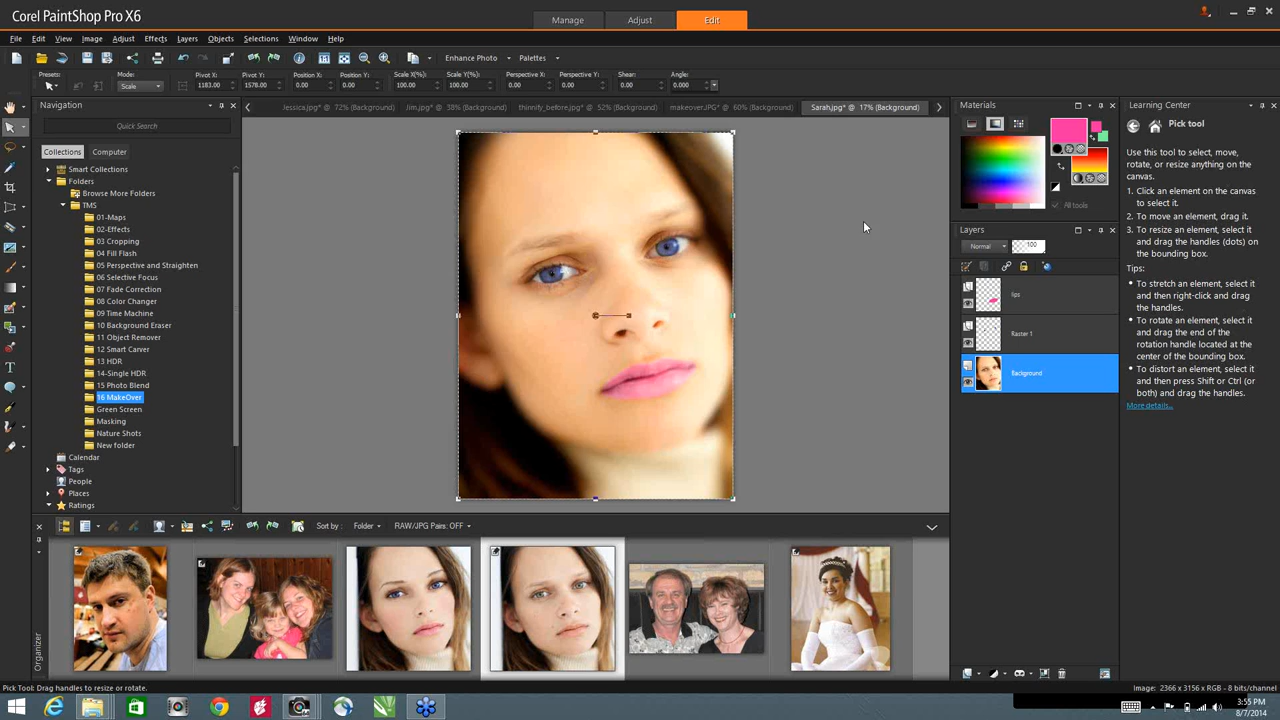 Corel PaintShop Pro X6
Manage
Adjust
Edit
File Edit View Image Adjust Effects Layers Objects Selections Window Help
Enhance Photo
Palettes
Presets:
Mode:
Scale
Pivot X:
1183.00
Pivot Y:
1578.00
Position X:
0.00
Position Y:
0.00
Scale X(%):
100.00
Scale Y(%):
100.00
Perspective X:
0.00
Perspective Y:
0.00
Shear:
0.00
Angle:
0.000
Navigation
Quick Search
Collections
Computer
Smart Collections
Folders
Browse More Folders
TMS
01-Maps
02-Effects
03 Cropping
04 Fill Flash
05 Perspective and Straighten
06 Selective Focus
07 Fade Correction
08 Color Changer
09 Time Machine
10 Background Eraser
11 Object Remover
12 Smart Carver
13 HDR
14-Single HDR
15 Photo Blend
16 MakeOver
Green Screen
Masking
Nature Shots
New folder
Calendar
Tags
People
Places
Ratings
Jessica.jpg* @ 72% (Background)
Jim.jpg @ 38% (Background)
thinnify_before.jpg* @ 52% (Background)
makeover.JPG* @ 60% (Background)
Sarah.jpg* @ 17% (Background)
Materials
All tools
Layers
Normal
100
lips
Raster 1
Background
Learning Center
Pick tool
Use this tool to select, move,
rotate, or resize anything on the
canvas.
1. Click an element on the canvas
to select it.
2. To move an element, drag it.
3. To resize an element, select it
and drag the handles (dots) on
the bounding box.
Tips:
• To stretch an element, select it
and then right-click and drag
the handles.
• To rotate an element, select it
and drag the end of the
rotation handle located at the
center of the bounding box.
• To distort an element, select it
and then press Shift or Ctrl (or
both) and drag the handles.
More details...
Sort by :
Folder
RAW/JPG Pairs: OFF
Organizer
Pick Tool: Drag handles to resize or rotate.
Image: 2366 x 3156 x RGB - 8 bits/channel
3:55 PM
8/7/2014